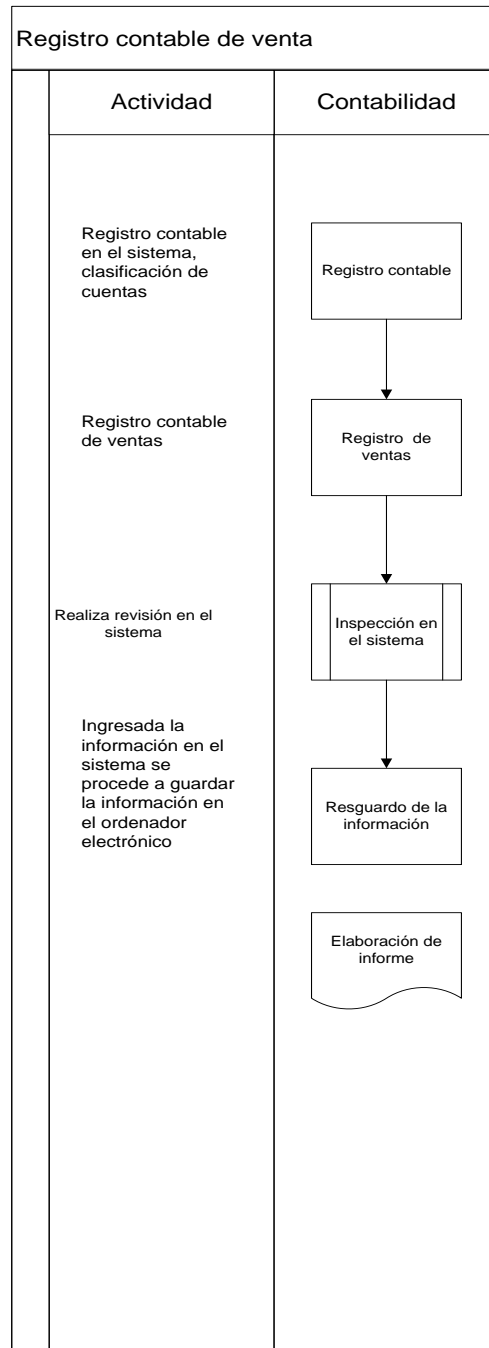 Registro contable de venta
Actividad
Contabilidad
Registro contable
en el sistema,
clasificación de
cuentas
Registro contable
Registro contable
de ventas
Registro de
ventas
Realiza revisión en el
sistema
Inspección en
el sistema
Ingresada la
información en el
sistema se
procede a guardar
la información en
el ordenador
electrónico
Resguardo de la
información
Elaboración de
informe